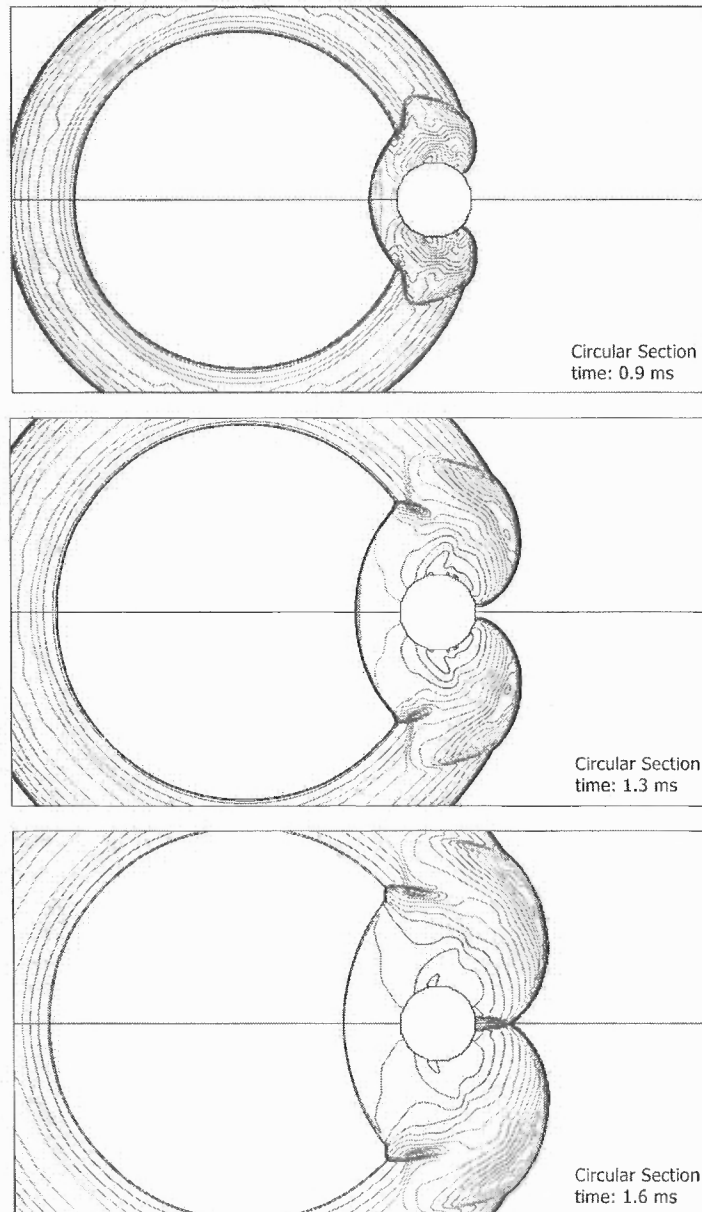 Circular Section
time: 0.9 ms
Circular Section
time: 1.3 ms
Circular Section
time: 1.6 ms